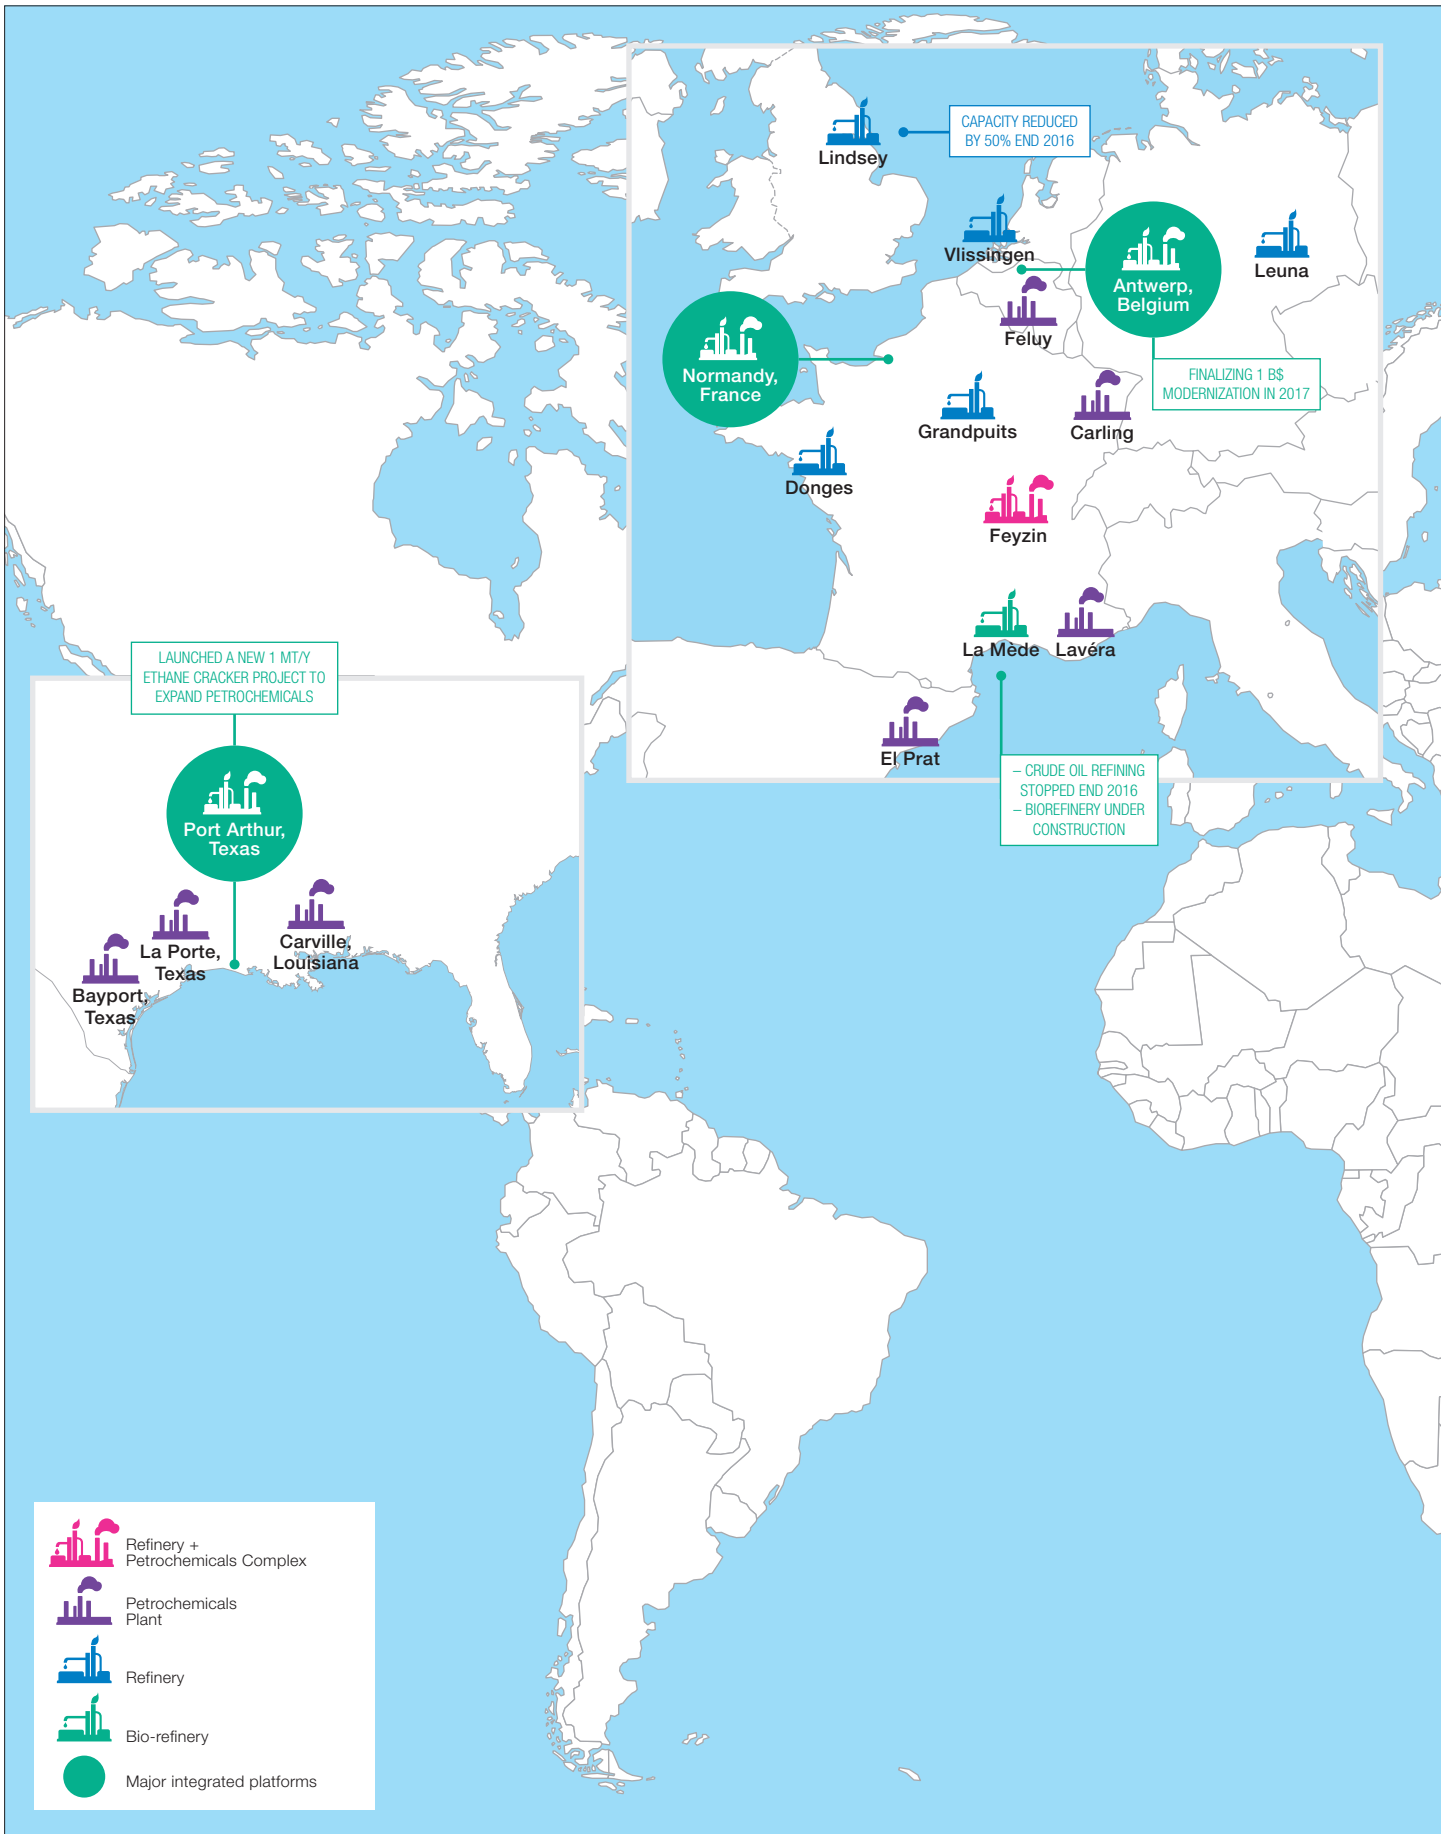 CAPACITY REDUCED
BY 50% END 2016
Lindsey
Vlissingen
Antwerp,
Belgium
Leuna
Feluy
Normandy,
France
FINALIZING 1 B$
MODERNIZATION IN 2017
Grandpuits
Carling
Donges
Feyzin
La Mède
Lavéra
El Prat
– CRUDE OIL REFINING
STOPPED END 2016
– BIOREFINERY UNDER
CONSTRUCTION
LAUNCHED A NEW 1 MT/Y
ETHANE CRACKER PROJECT TO
EXPAND PETROCHEMICALS
Port Arthur,
Texas
La Porte,
Texas
Carville,
Louisiana
Bayport,
Texas
Refinery +
Petrochemicals Complex
Petrochemicals
Plant
Refinery
Bio-refinery
Major integrated platforms